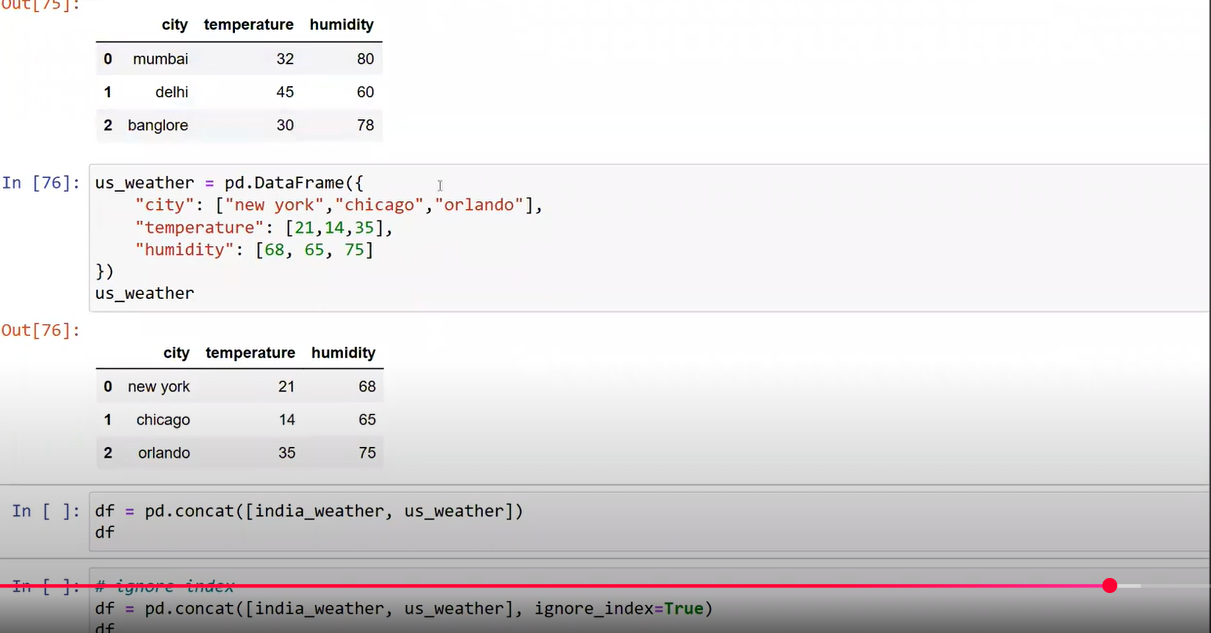 Out[75]:
city temperature humidity
0 mumbai 32 80
1 delhi 45 60
2 banglore 30 78
In [76]: us_weather = pd.DataFrame({
"city": ["new york","chicago","orlando"],
"temperature": [21,14,35],
"humidity": [68, 65, 75]
})
us_weather
Out[76]:
city temperature humidity
0 new york 21 68
1 chicago 14 65
2 orlando 35 75
In [ ]: df = pd.concat([india_weather, us_weather])
df
In [ ]: # ignore index
df = pd.concat([india_weather, us_weather], ignore_index=True)
df